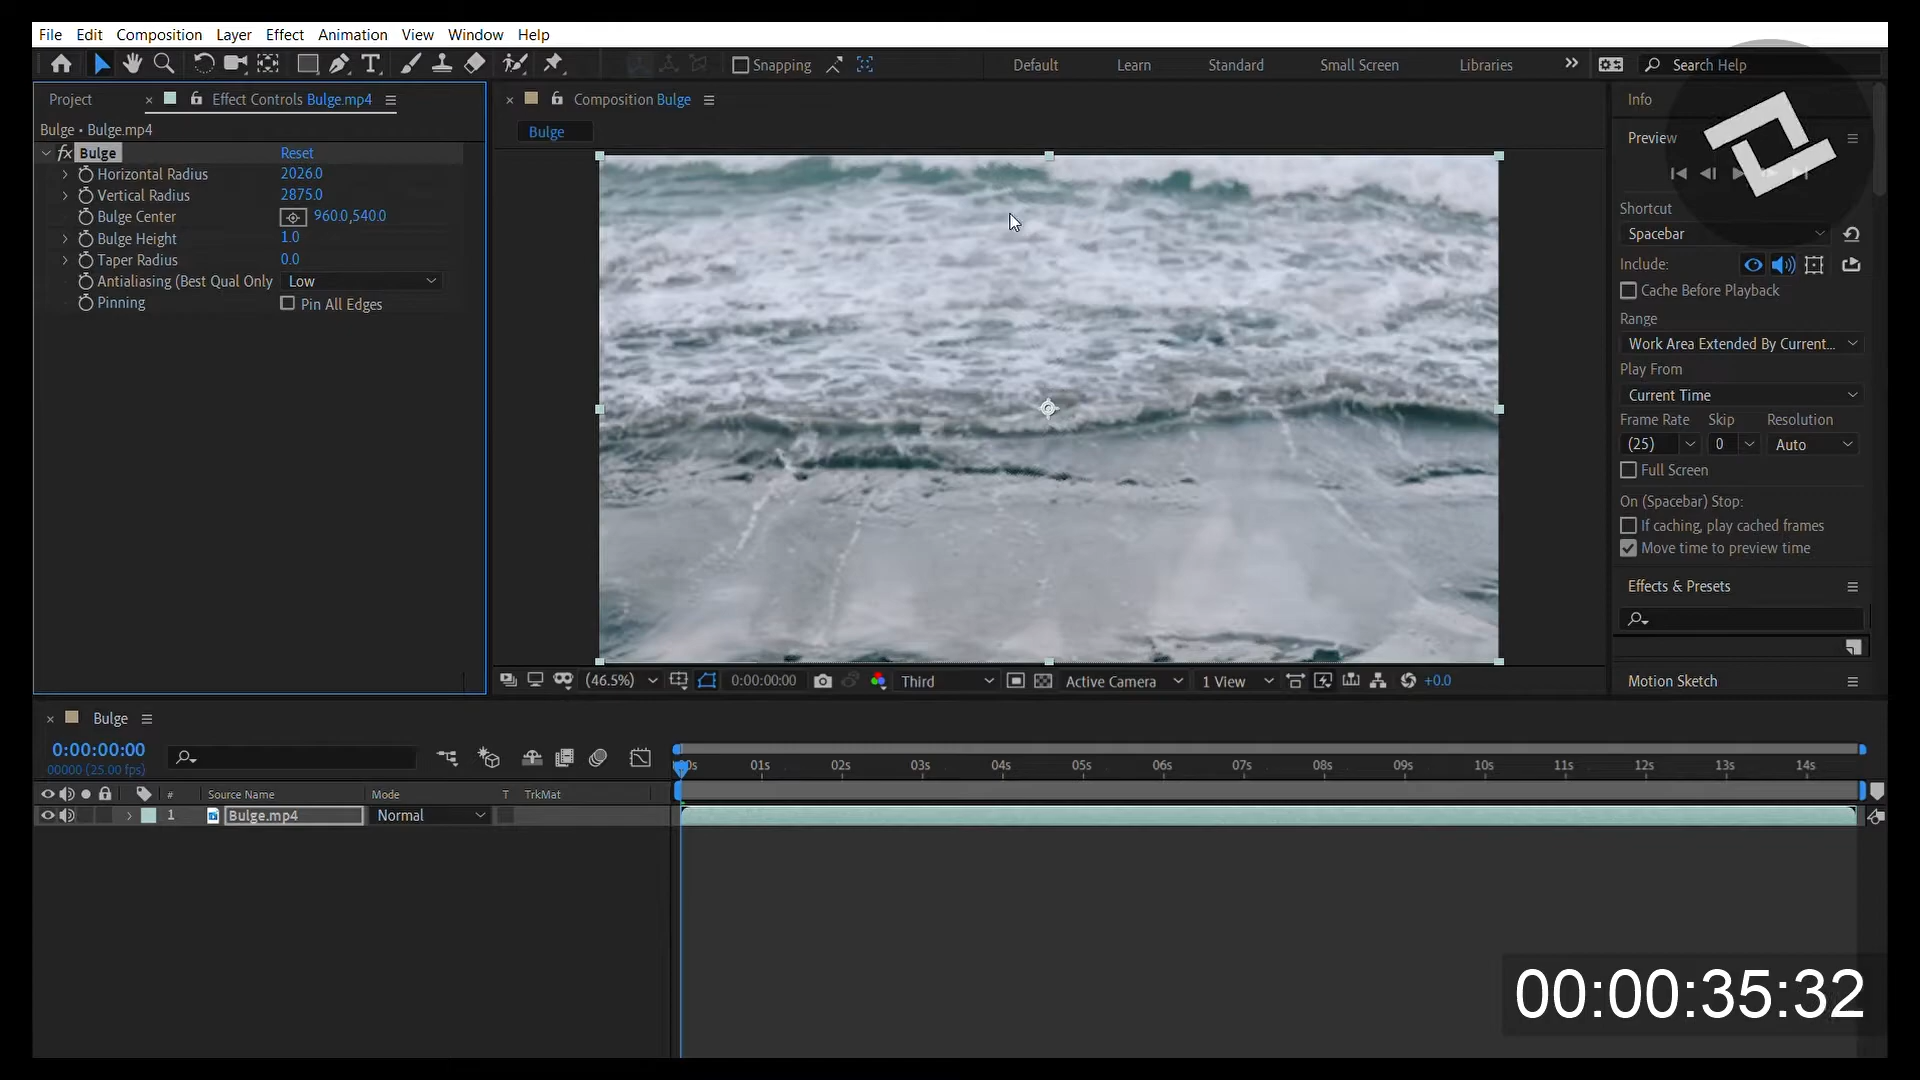 File Edit Composition Layer Effect Animation View Window Help
Snapping Default Learn Standard Small Screen Libraries Search Help
Project Effect Controls Bulge.mp4
Composition Bulge
Info
Bulge • Bulge.mp4
Bulge
Preview
fx Bulge Reset
Horizontal Radius 2026.0
Vertical Radius 2875.0
Bulge Center 960.0,540.0
Bulge Height 1.0
Taper Radius 0.0
Antialiasing (Best Qual Only Low
Pinning Pin All Edges
Shortcut
Spacebar
Include:
Cache Before Playback
Range
Work Area Extended By Current...
Play From
Current Time
Frame Rate Skip Resolution
(25) 0 Auto
Full Screen
On (Spacebar) Stop:
If caching, play cached frames
Move time to preview time
Effects & Presets
Motion Sketch
(46.5%) 0:00:00:00 Third Active Camera 1 View +0.0
Bulge
0:00:00:00
00000 (25.00 fps)
01s 02s 03s 04s 05s 06s 07s 08s 09s 10s 11s 12s 13s 14s
# Source Name Mode T TrkMat
1 Bulge.mp4 Normal
00:00:35:32